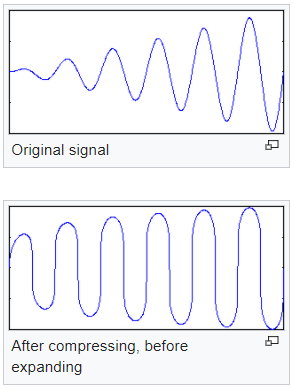 Original signal
After compressing, before
expanding